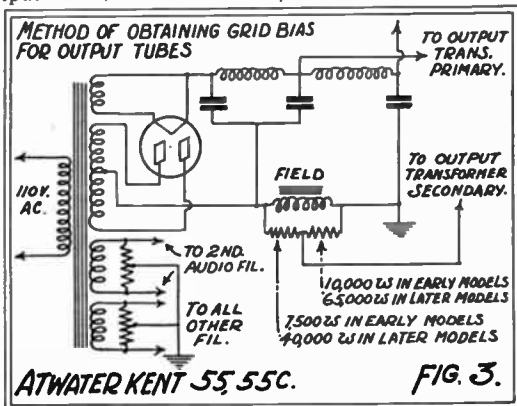 METHOD OF OBTAINING GRID BIAS
FOR OUTPUT TUBES
TO OUTPUT
TRANS.
PRIMARY.
TO OUTPUT
TRANSFORMER
SECONDARY.
FIELD
110V.
AC.
TO 2ND.
AUDIO FIL.
TO ALL
OTHER
FIL.
10,000 ω IN EARLY MODELS
65,000 ω IN LATER MODELS
7,500 ω IN EARLY MODELS
40,000 ω IN LATER MODELS
ATWATER KENT 55, 55C.
FIG. 3.